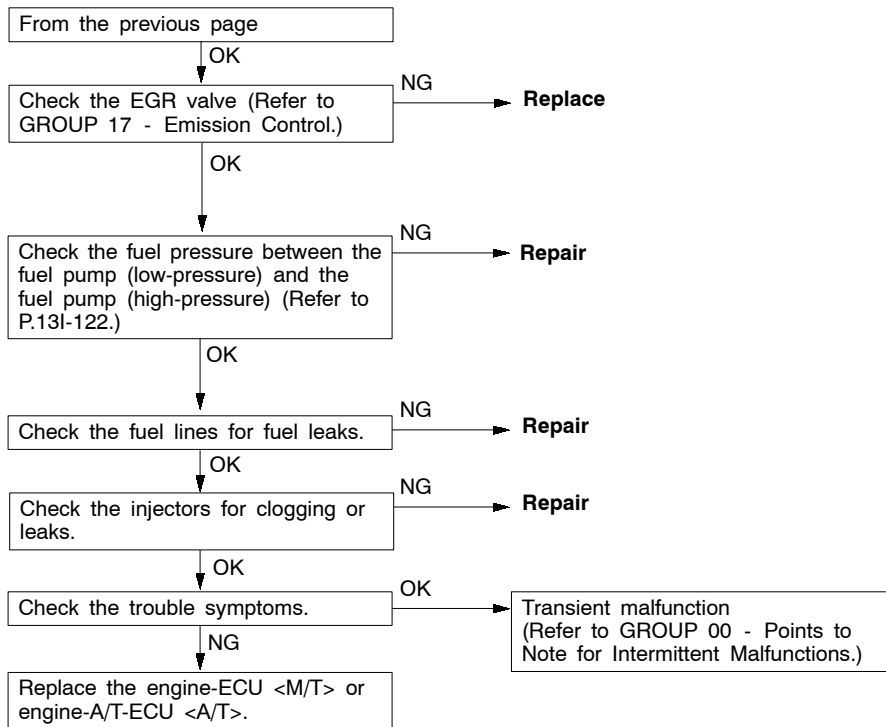 From the previous page
OK
Check the EGR valve (Refer to
GROUP 17 - Emission Control.)
NG
Replace
OK
Check the fuel pressure between the
fuel pump (low-pressure) and the
fuel pump (high-pressure) (Refer to
P.13I-122.)
NG
Repair
OK
Check the fuel lines for fuel leaks.
NG
Repair
OK
Check the injectors for clogging or
leaks.
NG
Repair
OK
Check the trouble symptoms.
OK
Transient malfunction
(Refer to GROUP 00 - Points to
Note for Intermittent Malfunctions.)
NG
Replace the engine-ECU <M/T> or
engine-A/T-ECU <A/T>.